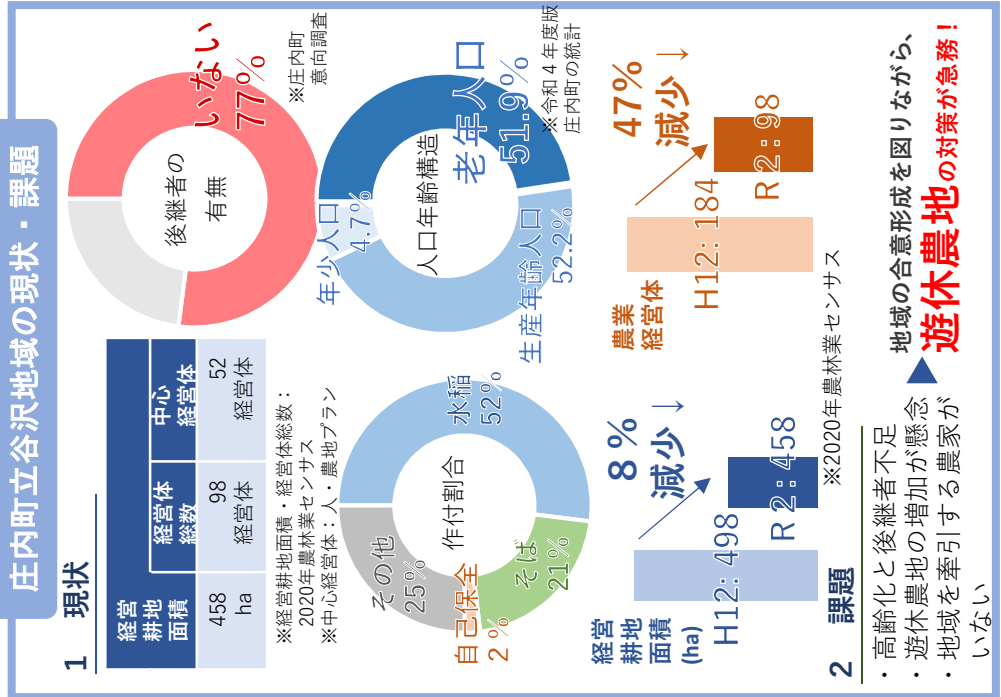 庄内町立谷沢地域の現状・課題
1 現状
経営
耕地
面積
経営体
総数
中心
経営体
458
ha
98
経営体
52
経営体
※経営耕地面積・経営体総数：
2020年農林業センサス
※中心経営体：人・農地プラン
後継者の
有無
いない
77%
※庄内町
意向調査
作付割合
水稲
52%
そば
21%
自己保全
2%
その他
25%
人口年齢構造
年少人口
4.7%
老年人口
51.9%
生産年齢人口
52.2%
※令和４年度版
庄内町の統計
経営
耕地
面積
(ha)
8%
減少↓
H12: 498
R2:458
農業
経営体
47%
減少↓
H12: 184
R2:98
※2020年農林業センサス
2 課題
・高齢化と後継者不足
・遊休農地の増加が懸念
・地域を牽引する農家が
いない
地域の合意形成を図りながら、
遊休農地の対策が急務！